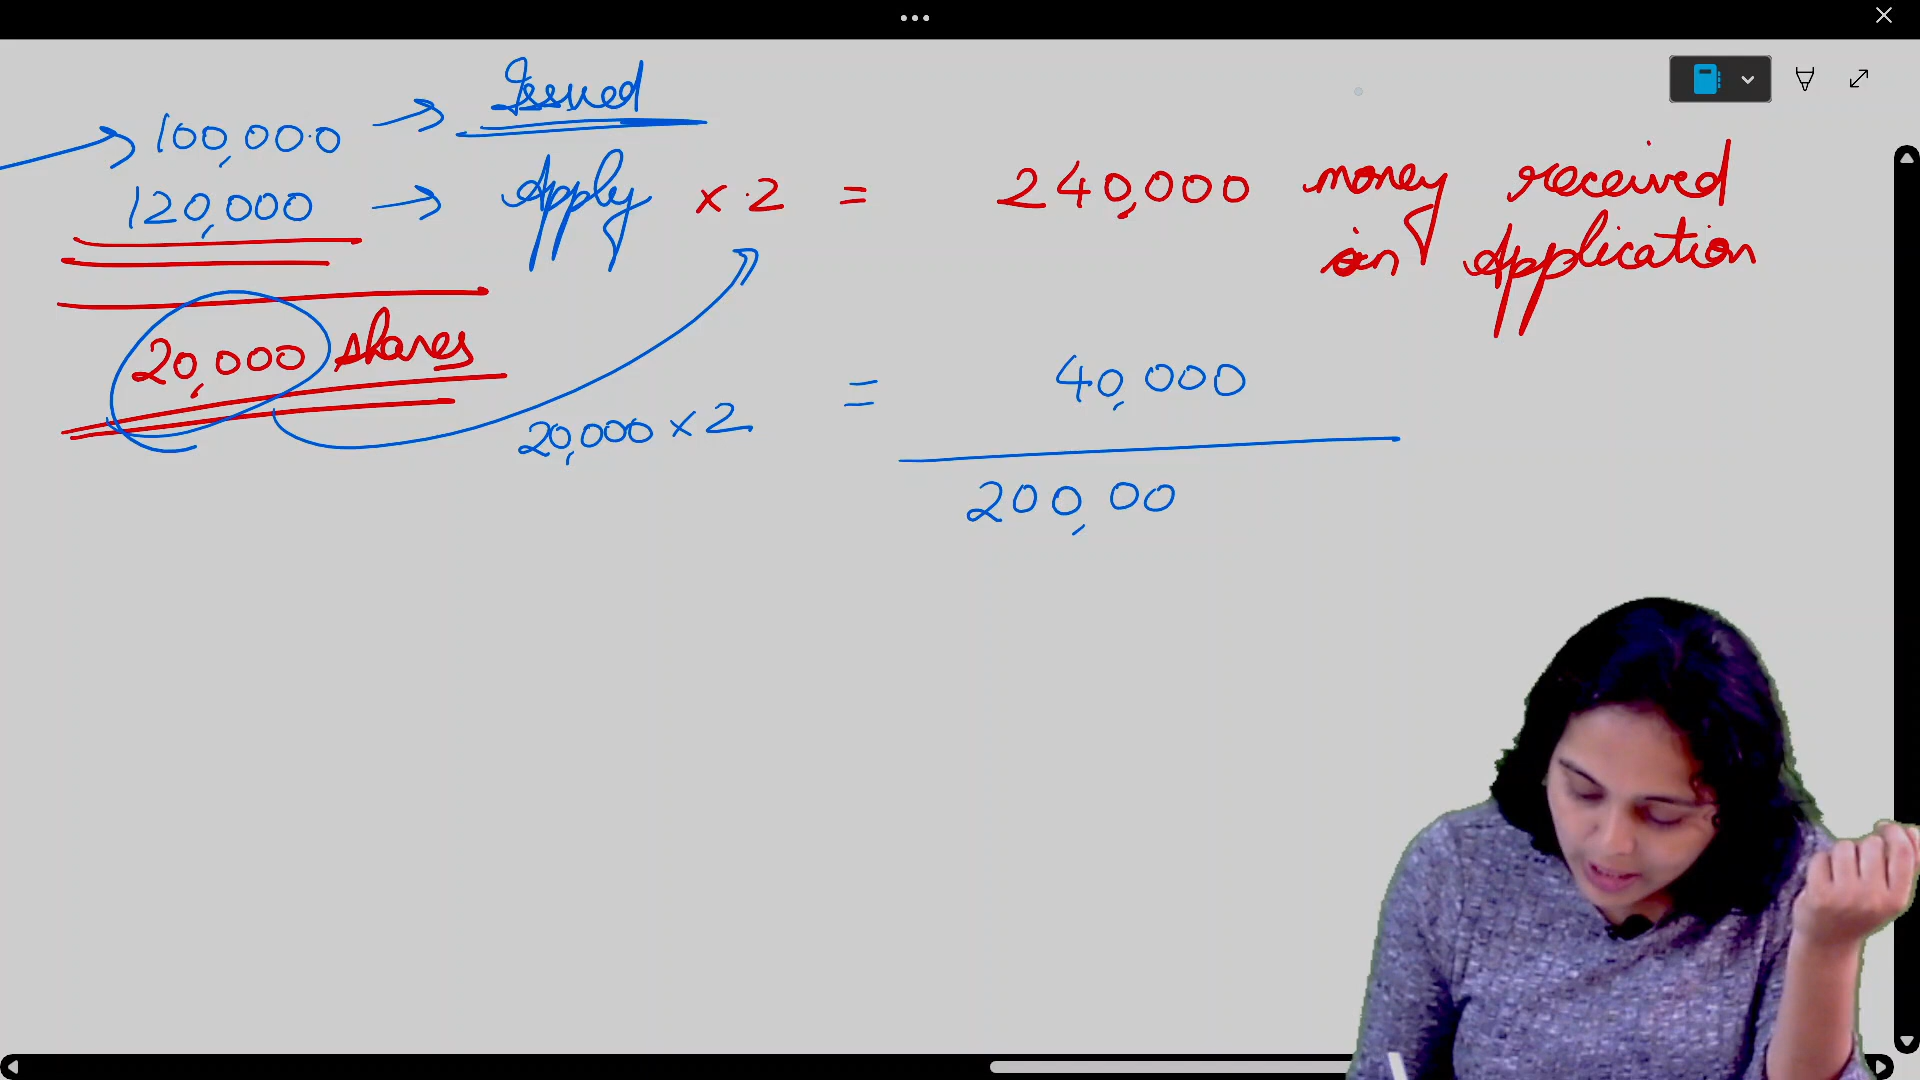 100,000 → Issued
120,000 → Apply x 2 = 240,000 money received
in Application
20,000 shares
20,000 x 2 = 40,000
200,00